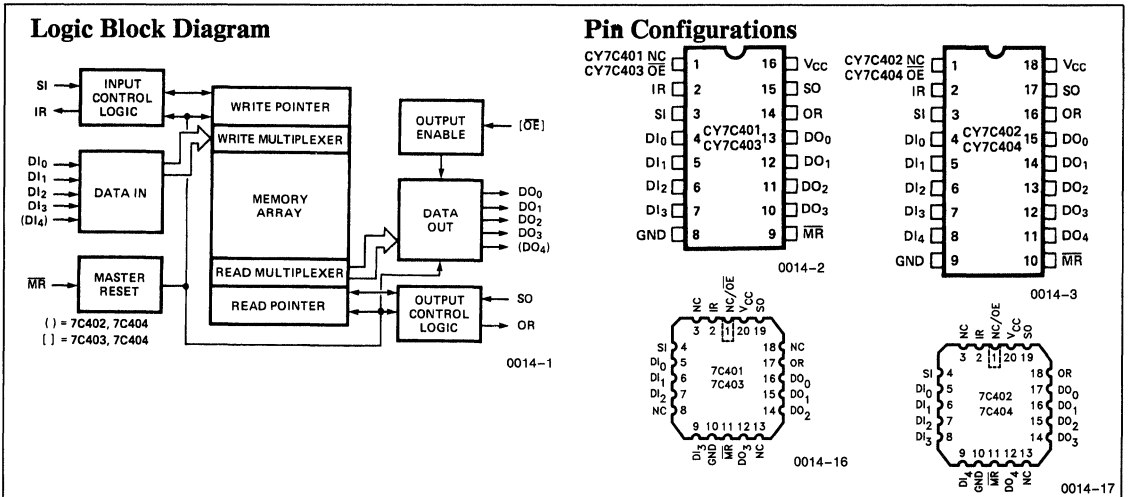 Logic Block Diagram
SI
IR
INPUT
CONTROL
LOGIC
WRITE POINTER
WRITE MULTIPLEXER
MEMORY
ARRAY
READ MULTIPLEXER
READ POINTER
DI0
DI1
DI2
DI3
(DI4)
DATA IN
M̅R̅
MASTER
RESET
OUTPUT
ENABLE
[O̅E̅]
DATA
OUT
DO0
DO1
DO2
DO3
(DO4)
OUTPUT
CONTROL
LOGIC
SO
OR
( ) = 7C402, 7C404
[ ] = 7C403, 7C404
0014–1
Pin Configurations
CY7C401 NC
CY7C403 O̅E̅ 1 16 VCC
IR 2 15 SO
SI 3 14 OR
DI0 4 13 DO0
DI1 5 12 DO1
DI2 6 11 DO2
DI3 7 10 DO3
GND 8 9 M̅R̅
CY7C401
CY7C403
0014–2
CY7C402 NC
CY7C404 O̅E̅ 1 18 VCC
IR 2 17 SO
SI 3 16 OR
DI0 4 15 DO0
DI1 5 14 DO1
DI2 6 13 DO2
DI3 7 12 DO3
DI4 8 11 DO4
GND 9 10 M̅R̅
CY7C402
CY7C404
0014–3
NC IR NC/O̅E̅ VCC SO
3 2 1 20 19
SI 4 18 NC
DI0 5 17 OR
DI1 6 16 DO0
DI2 7 15 DO1
NC 8 14 DO2
7C401
7C403
9 10 11 12 13
DI3 GND M̅R̅ DO3 NC
0014–16
NC IR NC/OE VCC SO
3 2 1 20 19
SI 4 18 OR
DI0 5 17 DO0
DI1 6 16 DO1
DI2 7 15 DO2
DI3 8 14 DO3
7C402
7C404
9 10 11 12 13
DI4 GND M̅R̅ DO4 NC
0014–17